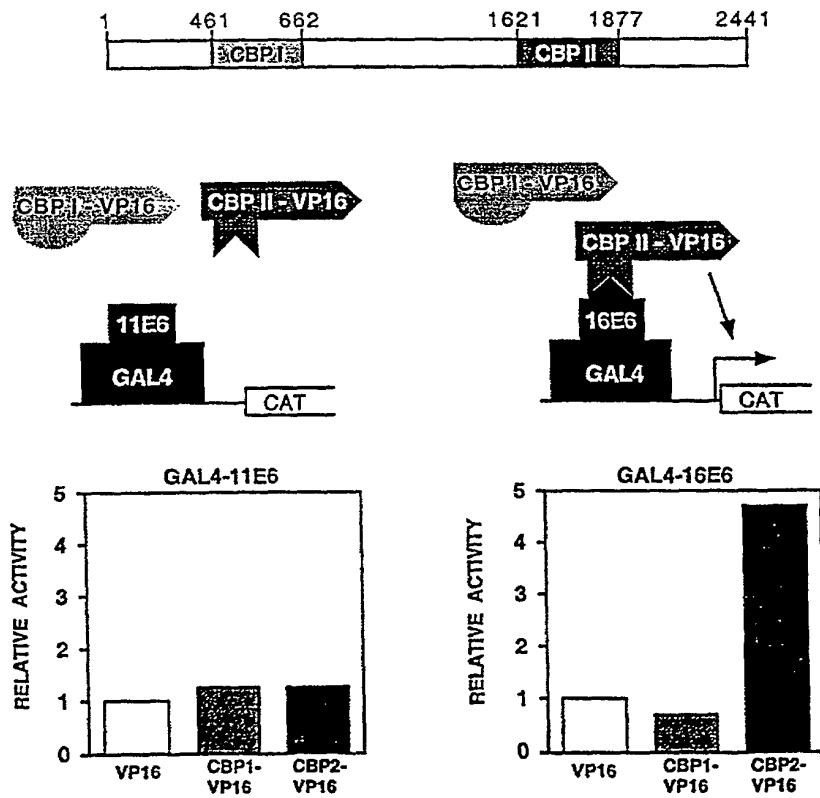 1 461 662 1621 1877 2441
CBP I CBP II
CBP I - VP16 CBP II - VP16
CBP I - VP16
CBP II - VP16
11E6
GAL4
CAT
16E6
GAL4
CAT
GAL4-11E6
RELATIVE ACTIVITY
5
4
3
2
1
0
VP16
CBP1-
VP16
CBP2-
VP16
GAL4-16E6
RELATIVE ACTIVITY
5
4
3
2
1
0
VP16
CBP1-
VP16
CBP2-
VP16